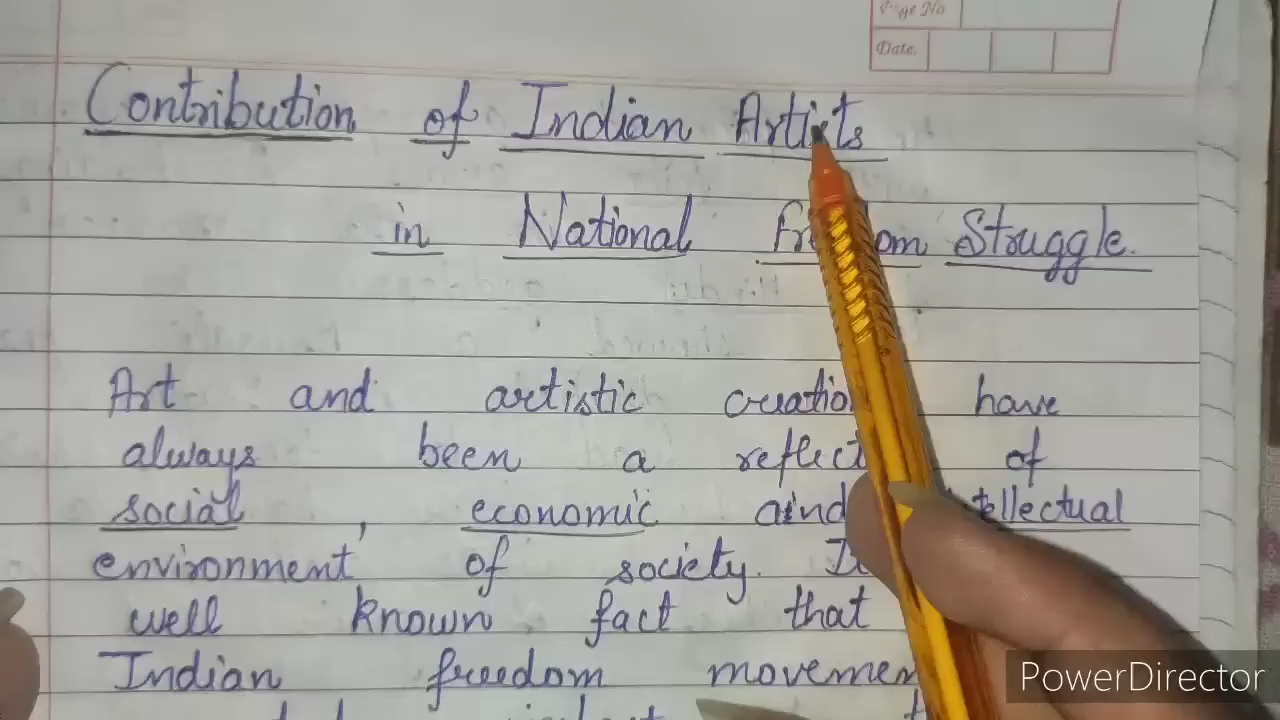 Page No
Date.
Contribution of Indian Artists
in National Struggle.
Art and artistic creation have
always been a of
social, economic and
environment of society.
well known fact that
Indian freedom
PowerDirector